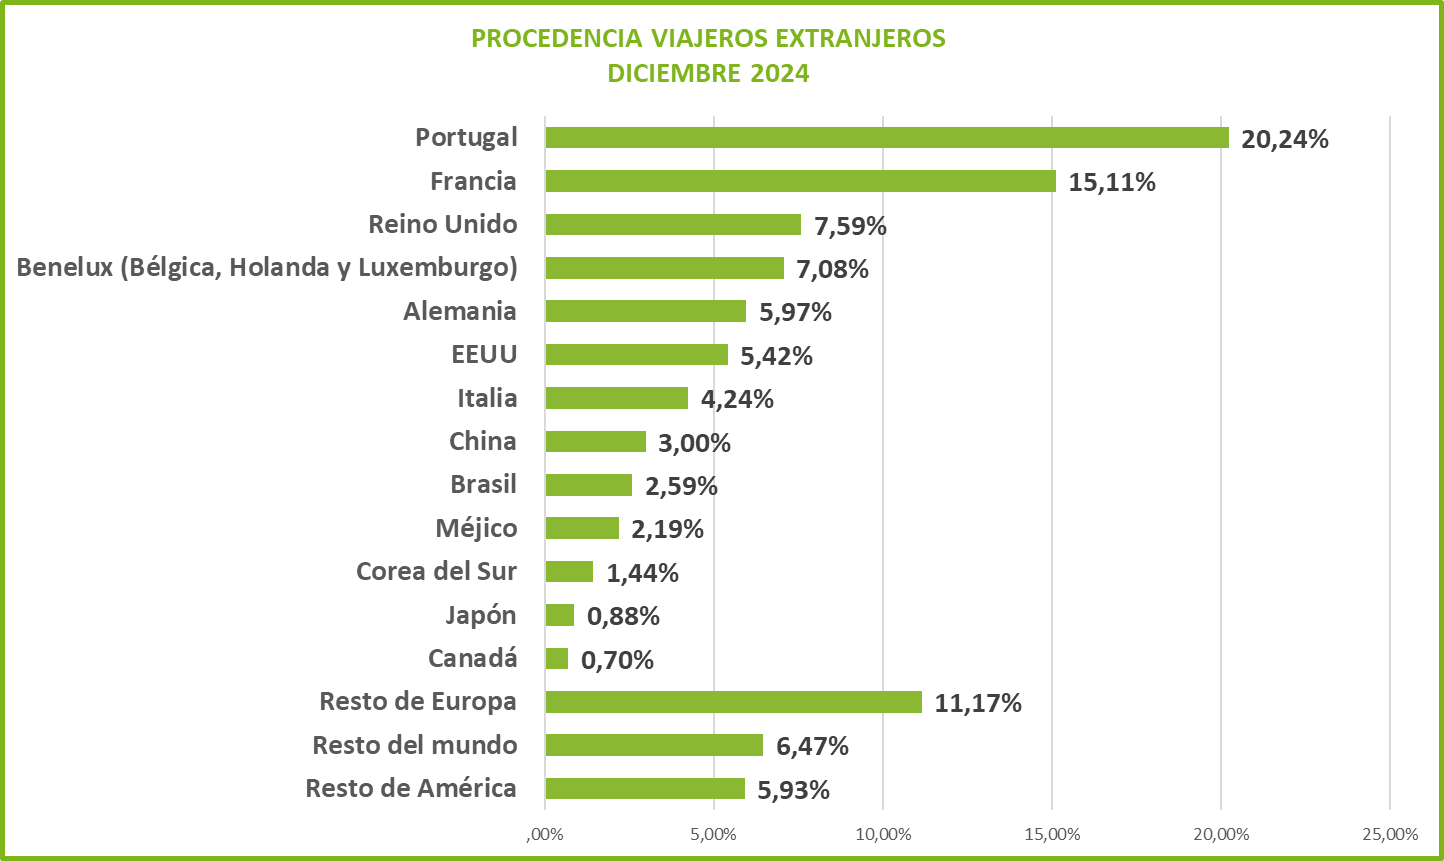 PROCEDENCIA VIAJEROS EXTRANJEROS
DICIEMBRE 2024
Portugal 20,24%
Francia 15,11%
Reino Unido 7,59%
Benelux (Bélgica, Holanda y Luxemburgo) 7,08%
Alemania 5,97%
EEUU 5,42%
Italia 4,24%
China 3,00%
Brasil 2,59%
Méjico 2,19%
Corea del Sur 1,44%
Japón 0,88%
Canadá 0,70%
Resto de Europa 11,17%
Resto del mundo 6,47%
Resto de América 5,93%
,00% 5,00% 10,00% 15,00% 20,00% 25,00%